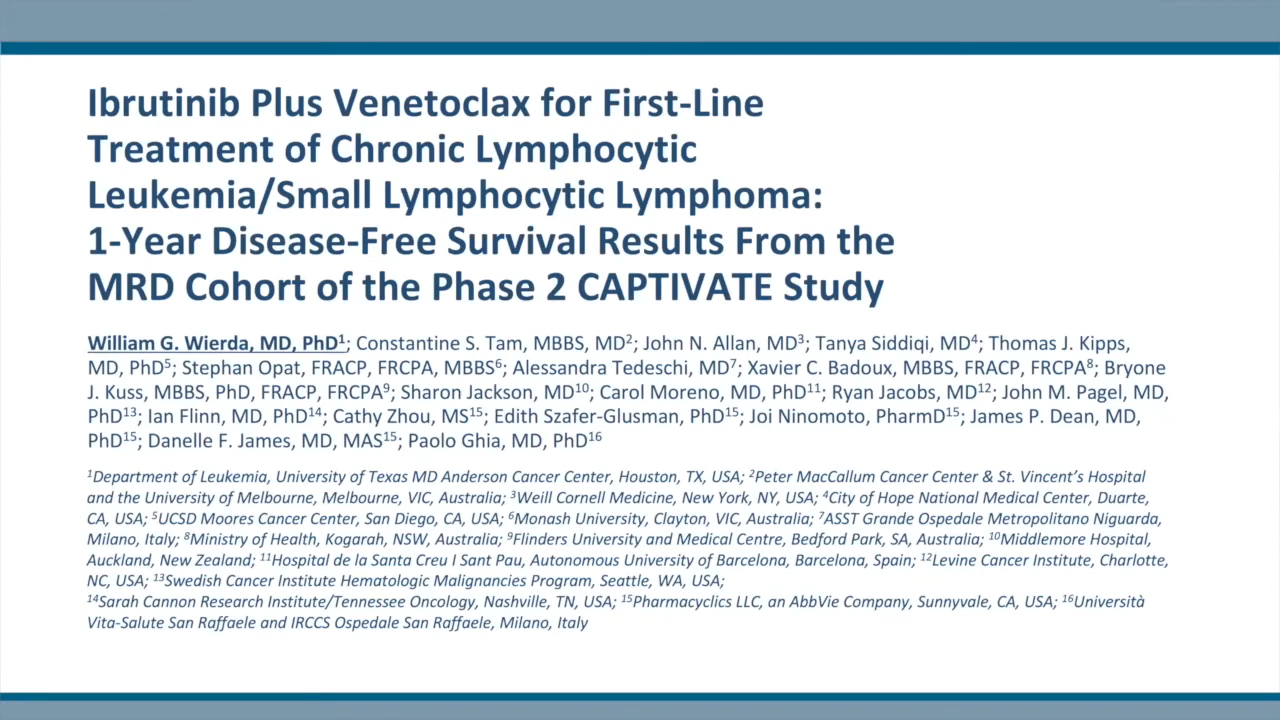 Ibrutinib Plus Venetoclax for First-Line
Treatment of Chronic Lymphocytic
Leukemia/Small Lymphocytic Lymphoma:
1-Year Disease-Free Survival Results From the
MRD Cohort of the Phase 2 CAPTIVATE Study
William G. Wierda, MD, PhD¹; Constantine S. Tam, MBBS, MD²; John N. Allan, MD³; Tanya Siddiqi, MD⁴; Thomas J. Kipps,
MD, PhD⁵; Stephan Opat, FRACP, FRCPA, MBBS⁶; Alessandra Tedeschi, MD⁷; Xavier C. Badoux, MBBS, FRACP, FRCPA⁸; Bryone
J. Kuss, MBBS, PhD, FRACP, FRCPA⁹; Sharon Jackson, MD¹⁰; Carol Moreno, MD, PhD¹¹; Ryan Jacobs, MD¹²; John M. Pagel, MD,
PhD¹³; Ian Flinn, MD, PhD¹⁴; Cathy Zhou, MS¹⁵; Edith Szafer-Glusman, PhD¹⁵; Joi Ninomoto, PharmD¹⁵; James P. Dean, MD,
PhD¹⁵; Danelle F. James, MD, MAS¹⁵; Paolo Ghia, MD, PhD¹⁶
¹Department of Leukemia, University of Texas MD Anderson Cancer Center, Houston, TX, USA; ²Peter MacCallum Cancer Center & St. Vincent's Hospital
and the University of Melbourne, Melbourne, VIC, Australia; ³Weill Cornell Medicine, New York, NY, USA; ⁴City of Hope National Medical Center, Duarte,
CA, USA; ⁵UCSD Moores Cancer Center, San Diego, CA, USA; ⁶Monash University, Clayton, VIC, Australia; ⁷ASST Grande Ospedale Metropolitano Niguarda,
Milano, Italy; ⁸Ministry of Health, Kogarah, NSW, Australia; ⁹Flinders University and Medical Centre, Bedford Park, SA, Australia; ¹⁰Middlemore Hospital,
Auckland, New Zealand; ¹¹Hospital de la Santa Creu I Sant Pau, Autonomous University of Barcelona, Barcelona, Spain; ¹²Levine Cancer Institute, Charlotte,
NC, USA; ¹³Swedish Cancer Institute Hematologic Malignancies Program, Seattle, WA, USA;
¹⁴Sarah Cannon Research Institute/Tennessee Oncology, Nashville, TN, USA; ¹⁵Pharmacyclics LLC, an AbbVie Company, Sunnyvale, CA, USA; ¹⁶Università
Vita-Salute San Raffaele and IRCCS Ospedale San Raffaele, Milano, Italy